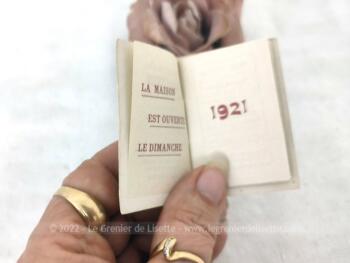 LA MAISON
EST OUVERTE
LE DIMANCHE
1921
©2022 - Le Grenier de Lisette - www.legrenierdelisette.com